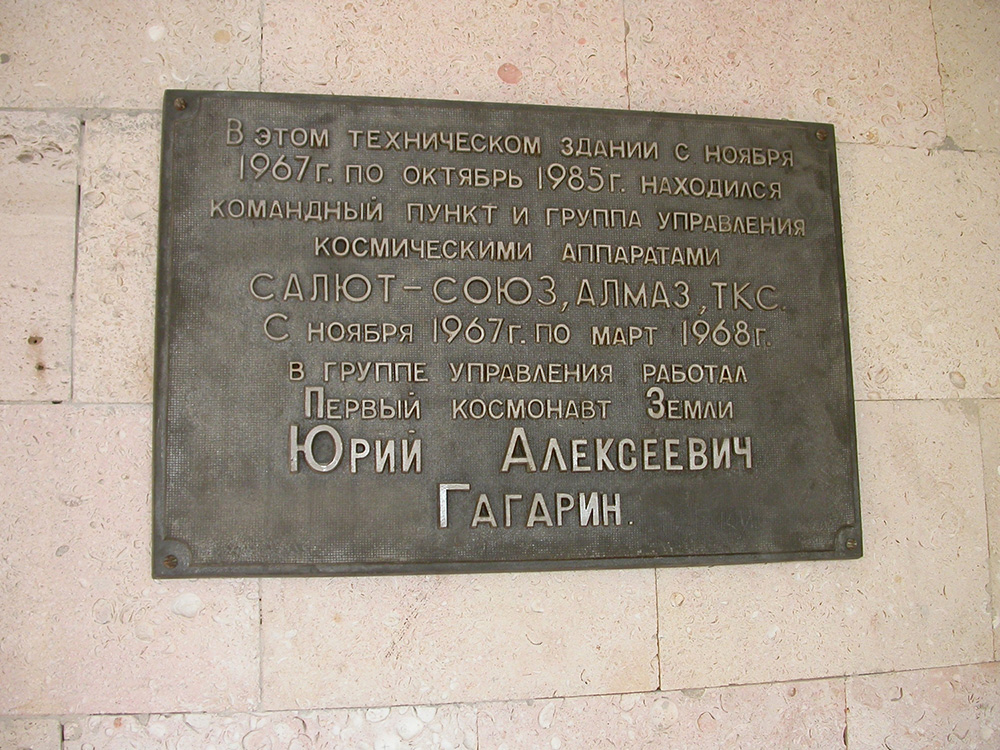 В ЭТОМ ТЕХНИЧЕСКОМ ЗДАНИИ С НОЯБРЯ
1967г. ПО ОКТЯБРЬ 1985г. НАХОДИЛСЯ
КОМАНДНЫЙ ПУНКТ И ГРУППА УПРАВЛЕНИЯ
КОСМИЧЕСКИМИ АППАРАТАМИ
САЛЮТ – СОЮЗ, АЛМАЗ, ТКС.
С НОЯБРЯ 1967г. ПО МАРТ 1968г.
В ГРУППЕ УПРАВЛЕНИЯ РАБОТАЛ
ПЕРВЫЙ КОСМОНАВТ ЗЕМЛИ
ЮРИЙ АЛЕКСЕЕВИЧ
ГАГАРИН.